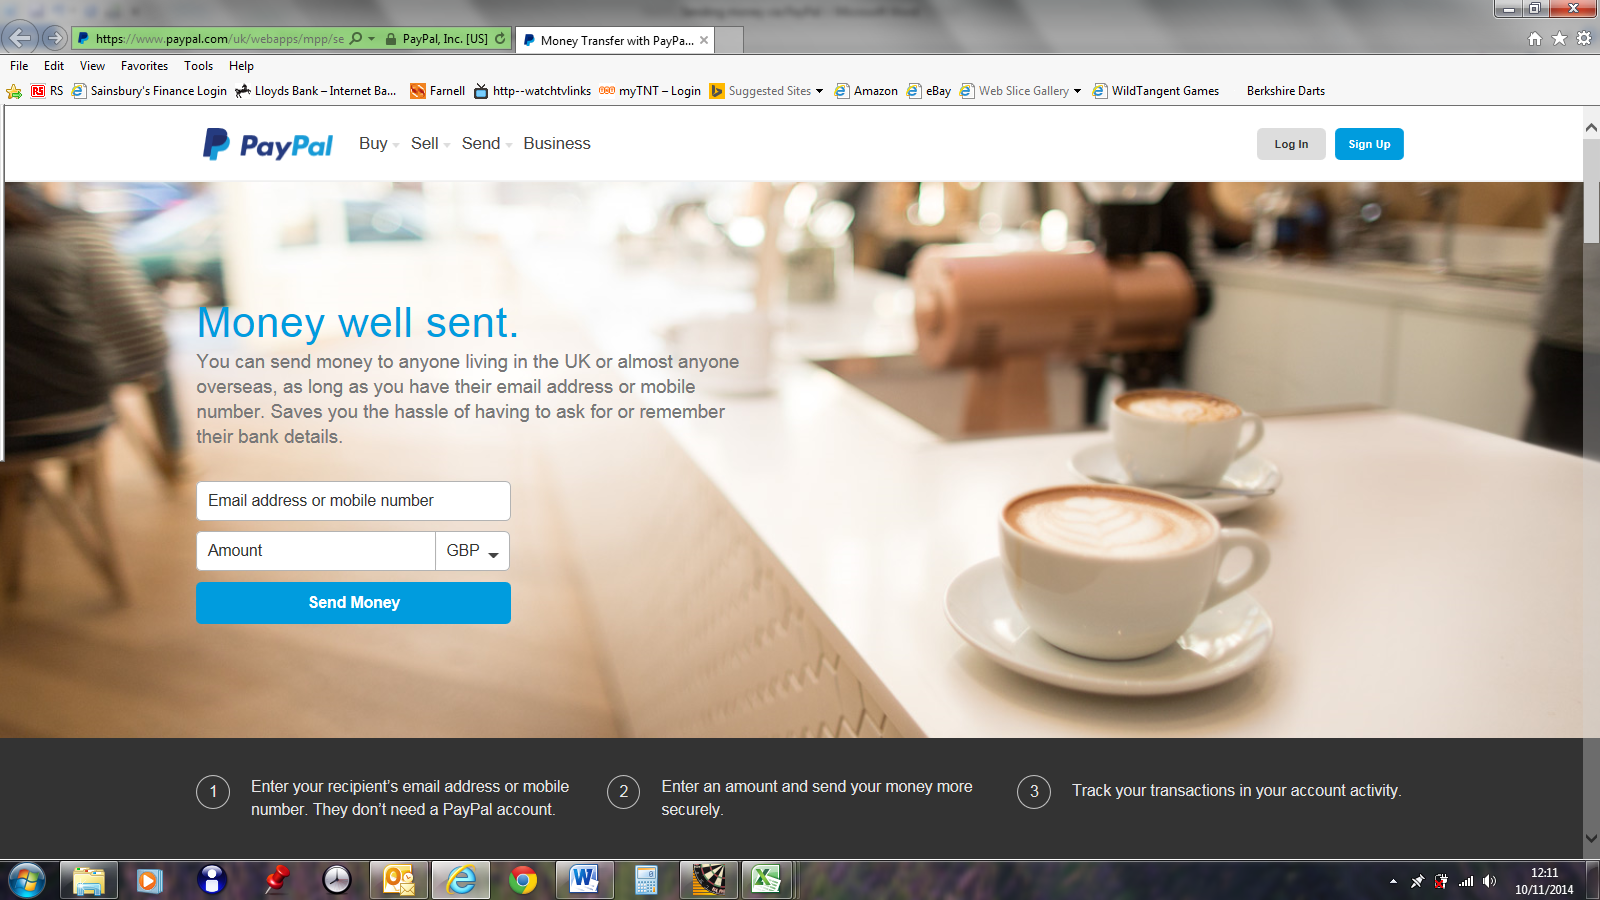 https://www.paypal.com/uk/webapps/mpp/se
PayPal, Inc. [US]
Money Transfer with PayPa...
File Edit View Favorites Tools Help
RS Sainsbury's Finance Login Lloyds Bank – Internet Ba... Farnell http--watchtvlinks myTNT – Login Suggested Sites Amazon eBay Web Slice Gallery WildTangent Games Berkshire Darts
PayPal Buy Sell Send Business Log In Sign Up
Money well sent.
You can send money to anyone living in the UK or almost anyone
overseas, as long as you have their email address or mobile
number. Saves you the hassle of having to ask for or remember
their bank details.
Email address or mobile number
Amount GBP
Send Money
1 Enter your recipient's email address or mobile
number. They don't need a PayPal account.
2 Enter an amount and send your money more
securely.
3 Track your transactions in your account activity.
12:11
10/11/2014